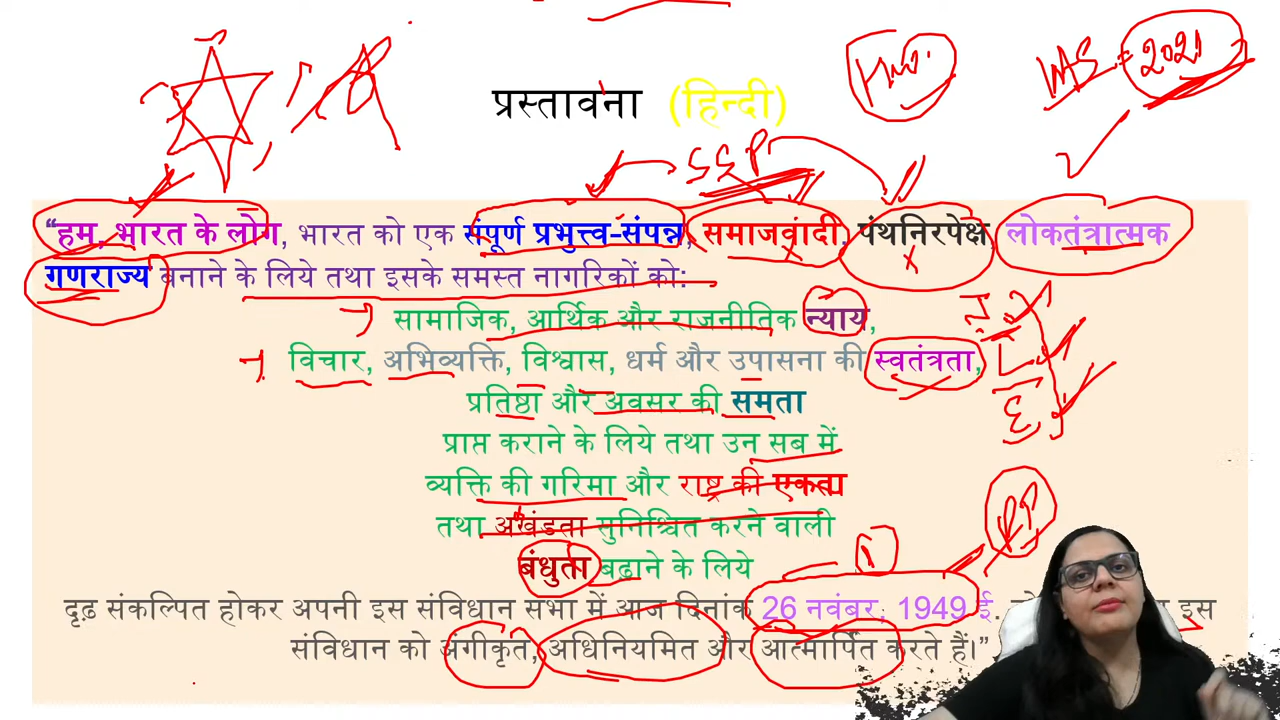 IAS = 2021
प्रस्तावना (हिन्दी)
SSP
“हम, भारत के लोग, भारत को एक संपूर्ण प्रभुत्त्व-संपन्न, समाजवादी, पंथनिरपेक्ष, लोकतंत्रात्मक
गणराज्य बनाने के लिये तथा इसके समस्त नागरिकों को:
सामाजिक, आर्थिक और राजनीतिक न्याय,
विचार, अभिव्यक्ति, विश्वास, धर्म और उपासना की स्वतंत्रता,
प्रतिष्ठा और अवसर की समता
प्राप्त कराने के लिये तथा उन सब में
व्यक्ति की गरिमा और राष्ट्र की एकता
तथा अखंडता सुनिश्चित करने वाली
बंधुता बढ़ाने के लिये
दृढ़ संकल्पित होकर अपनी इस संविधान सभा में आज दिनांक 26 नवंबर, 1949 ई. इस
संविधान को अंगीकृत, अधिनियमित और आत्मार्पित करते हैं।”